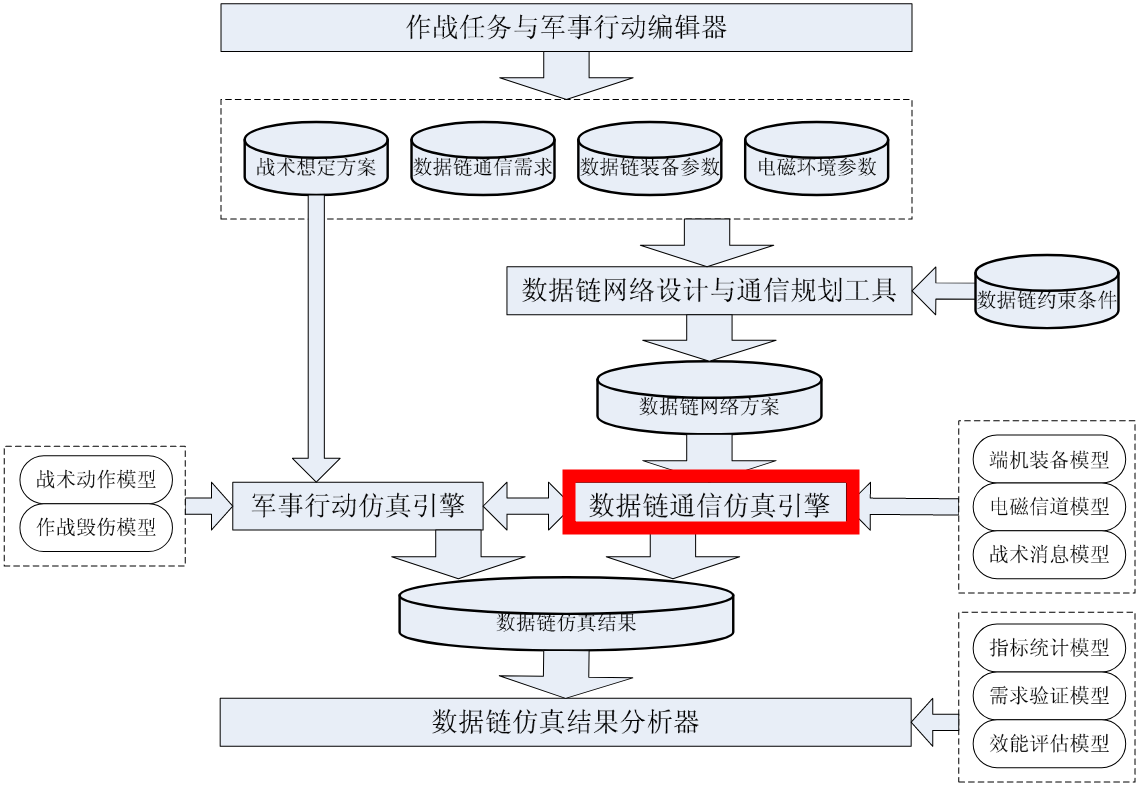 作战任务与军事行动编辑器
战术想定方案
数据链通信需求
数据链装备参数
电磁环境参数
数据链网络设计与通信规划工具
数据链约束条件
数据链网络方案
战术动作模型
作战毁伤模型
军事行动仿真引擎
数据链通信仿真引擎
端机装备模型
电磁信道模型
战术消息模型
数据链仿真结果
指标统计模型
需求验证模型
效能评估模型
数据链仿真结果分析器